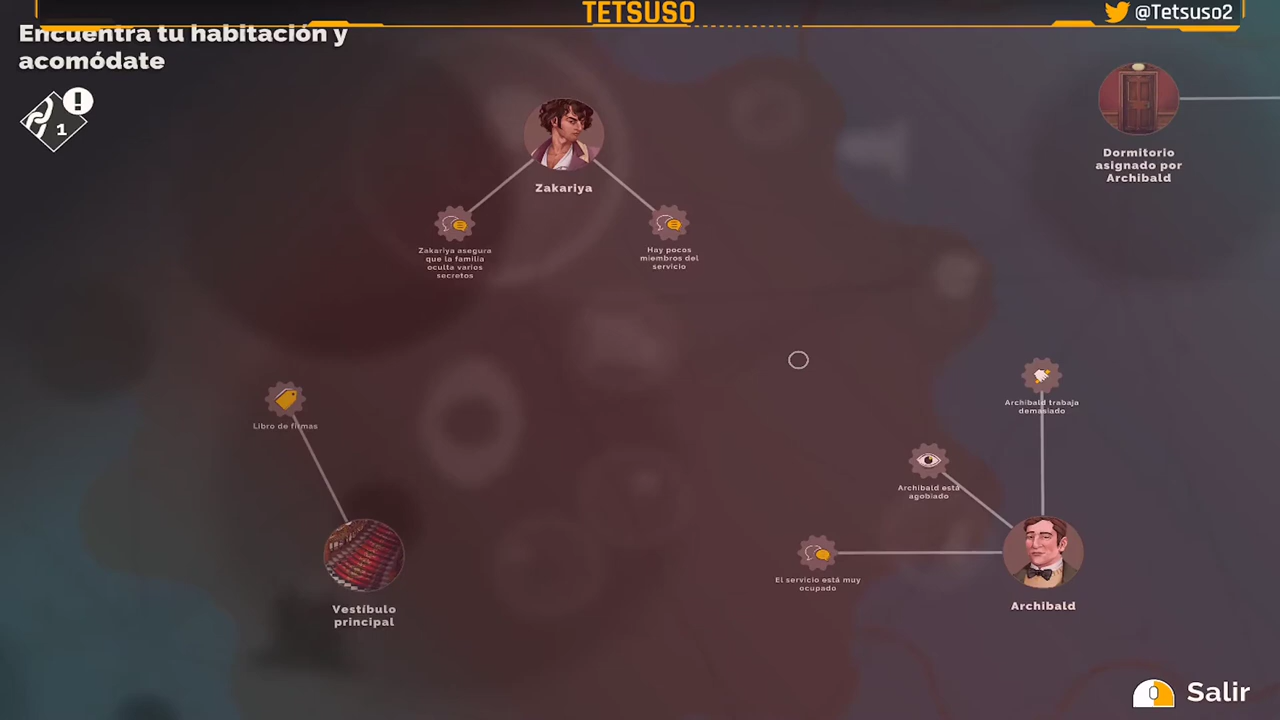 TETSUSO
@Tetsuso2
Encuentra tu habitación y
acomódate
1
Zakariya
Zakariya asegura
que la familia
oculta varios
secretos
Hay pocos
miembros del
servicio
Dormitorio
asignado por
Archibald
Libro de firmas
Vestíbulo
principal
Archibald trabaja
demasiado
Archibald está
agobiado
El servicio está muy
ocupado
Archibald
Salir